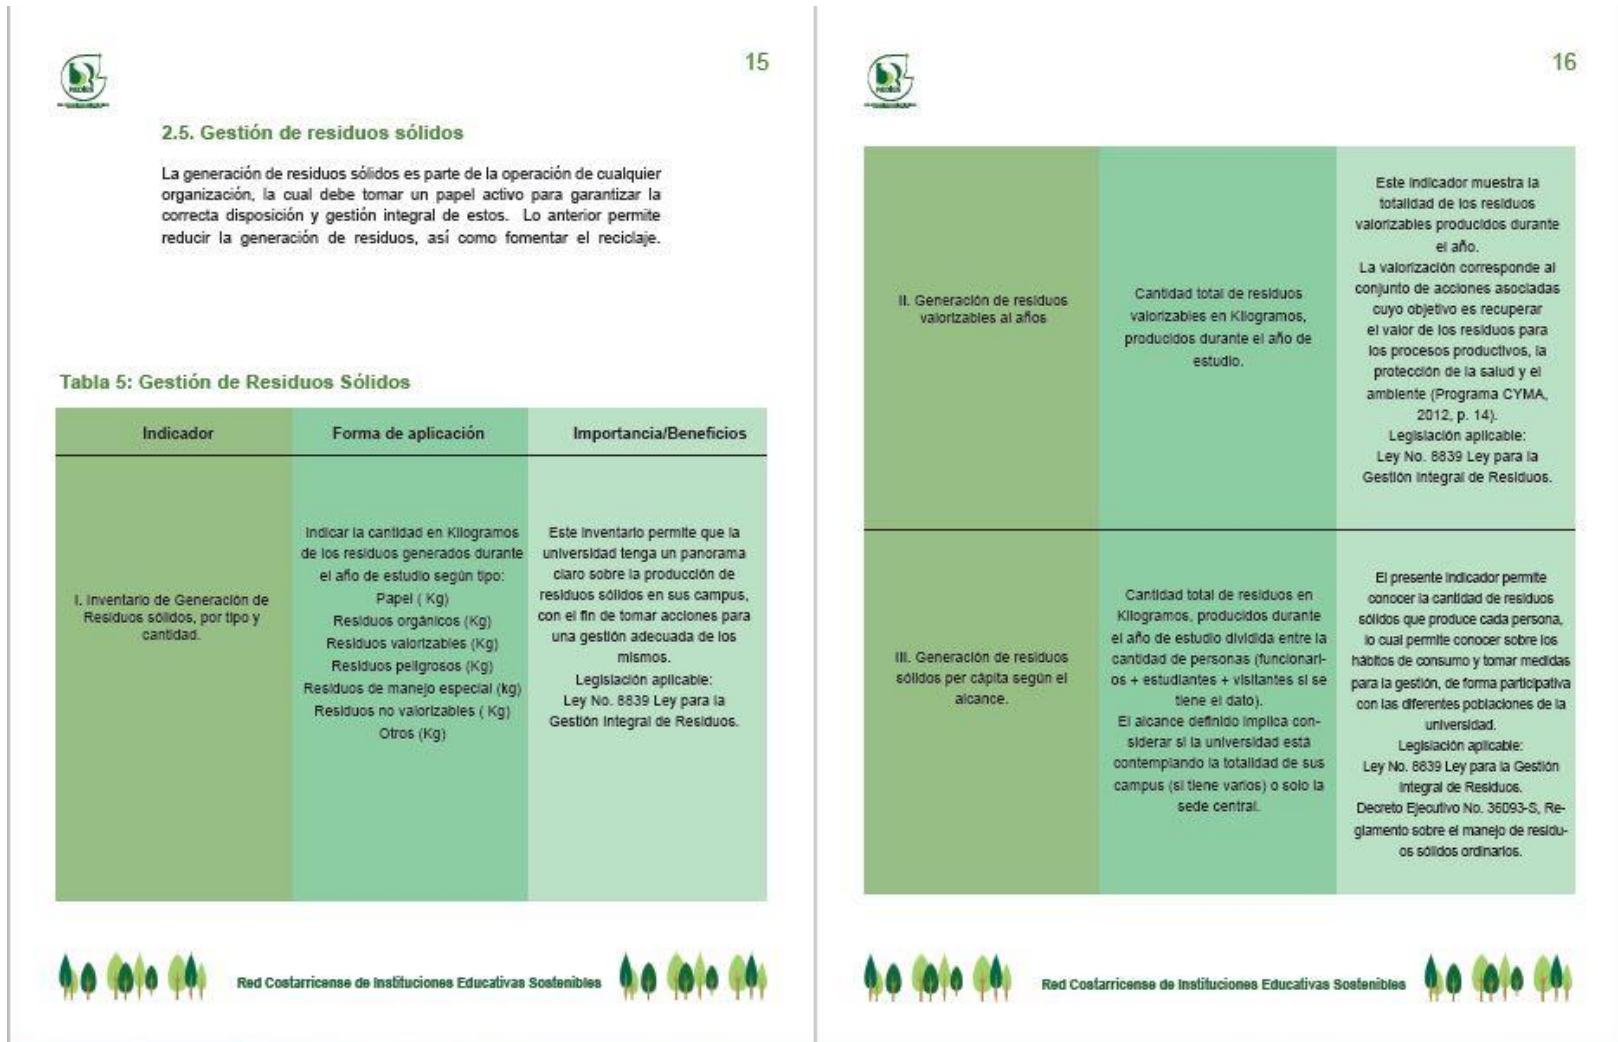 15
2.5. Gestión de residuos sólidos
La generación de residuos sólidos es parte de la operación de cualquier
organización, la cual debe tomar un papel activo para garantizar la
correcta disposición y gestión integral de estos. Lo anterior permite
reducir la generación de residuos, así como fomentar el reciclaje.
Tabla 5: Gestión de Residuos Sólidos
Indicador
Forma de aplicación
Importancia/Beneficios
I. Inventario de Generación de
Residuos sólidos, por tipo y
cantidad.
Indicar la cantidad en Kilogramos
de los residuos generados durante
el año de estudio según tipo:
Papel ( Kg)
Residuos orgánicos (Kg)
Residuos valorizables (Kg)
Residuos peligrosos (Kg)
Residuos de manejo especial (kg)
Residuos no valorizables ( Kg)
Otros (Kg)
Este inventario permite que la
universidad tenga un panorama
claro sobre la producción de
residuos sólidos en sus campus,
con el fin de tomar acciones para
una gestión adecuada de los
mismos.
Legislación aplicable:
Ley No. 8839 Ley para la
Gestión Integral de Residuos.
Red Costarricense de Instituciones Educativas Sostenibles
16
II. Generación de residuos
valorizables al años
Cantidad total de residuos
valorizables en Kilogramos,
producidos durante el año de
estudio.
Este indicador muestra la
totalidad de los residuos
valorizables producidos durante
el año.
La valorización corresponde al
conjunto de acciones asociadas
cuyo objetivo es recuperar
el valor de los residuos para
los procesos productivos, la
protección de la salud y el
ambiente (Programa CYMA,
2012, p. 14).
Legislación aplicable:
Ley No. 8839 Ley para la
Gestión Integral de Residuos.
III. Generación de residuos
sólidos per cápita según el
alcance.
Cantidad total de residuos en
Kilogramos, producidos durante
el año de estudio dividida entre la
cantidad de personas (funcionari-
os + estudiantes + visitantes si se
tiene el dato).
El alcance definido implica con-
siderar si la universidad está
contemplando la totalidad de sus
campus (si tiene varios) o solo la
sede central.
El presente indicador permite
conocer la cantidad de residuos
sólidos que produce cada persona,
lo cual permite conocer sobre los
hábitos de consumo y tomar medidas
para la gestión, de forma participativa
con las diferentes poblaciones de la
universidad.
Legislación aplicable:
Ley No. 8839 Ley para la Gestión
Integral de Residuos.
Decreto Ejecutivo No. 36093-S, Re-
glamento sobre el manejo de residu-
os sólidos ordinarios.
Red Costarricense de Instituciones Educativas Sostenibles